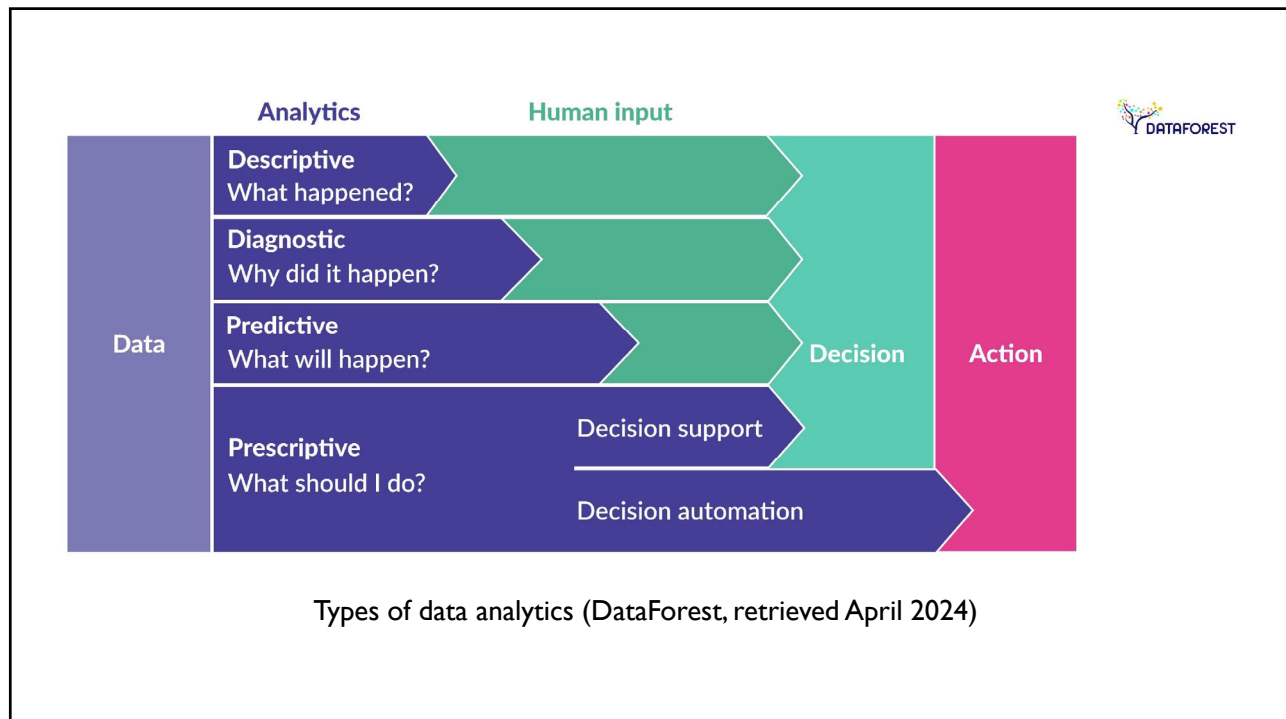 Analytics
Human input
DATAFOREST
Data
Descriptive
What happened?
Diagnostic
Why did it happen?
Predictive
What will happen?
Prescriptive
What should I do?
Decision support
Decision automation
Decision
Action
Types of data analytics (DataForest, retrieved April 2024)